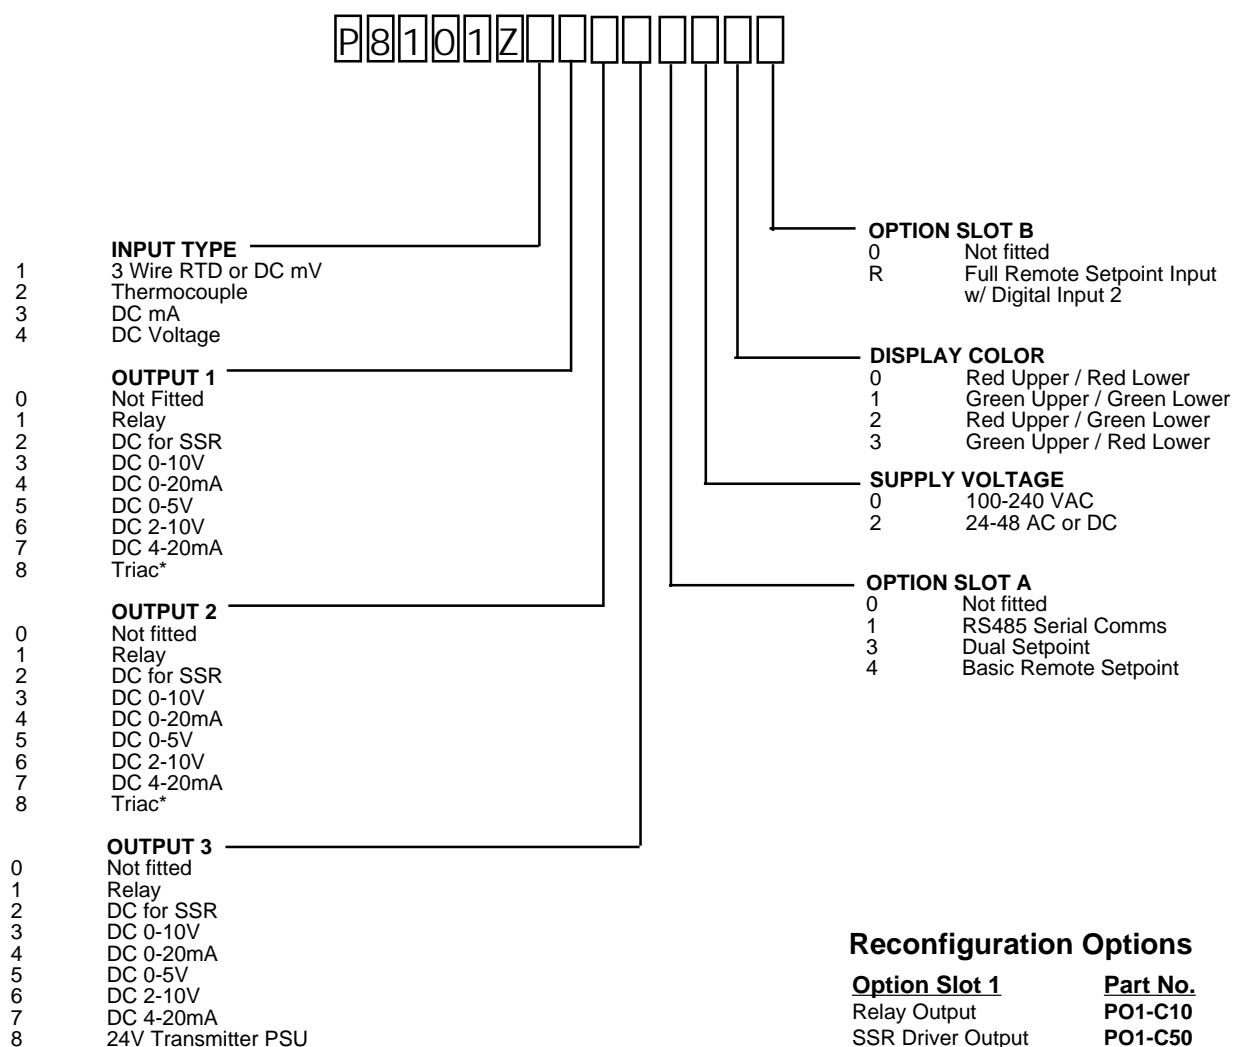 P8101Z
INPUT TYPE
1 3 Wire RTD or DC mV
2 Thermocouple
3 DC mA
4 DC Voltage
OUTPUT 1
0 Not Fitted
1 Relay
2 DC for SSR
3 DC 0-10V
4 DC 0-20mA
5 DC 0-5V
6 DC 2-10V
7 DC 4-20mA
8 Triac*
OUTPUT 2
0 Not fitted
1 Relay
2 DC for SSR
3 DC 0-10V
4 DC 0-20mA
5 DC 0-5V
6 DC 2-10V
7 DC 4-20mA
8 Triac*
OUTPUT 3
0 Not fitted
1 Relay
2 DC for SSR
3 DC 0-10V
4 DC 0-20mA
5 DC 0-5V
6 DC 2-10V
7 DC 4-20mA
8 24V Transmitter PSU
OPTION SLOT B
0 Not fitted
R Full Remote Setpoint Input
w/ Digital Input 2
DISPLAY COLOR
0 Red Upper / Red Lower
1 Green Upper / Green Lower
2 Red Upper / Green Lower
3 Green Upper / Red Lower
SUPPLY VOLTAGE
0 100-240 VAC
2 24-48 AC or DC
OPTION SLOT A
0 Not fitted
1 RS485 Serial Comms
3 Dual Setpoint
4 Basic Remote Setpoint
Reconfiguration Options
Option Slot 1 Part No.
Relay Output PO1-C10
SSR Driver Output PO1-C50